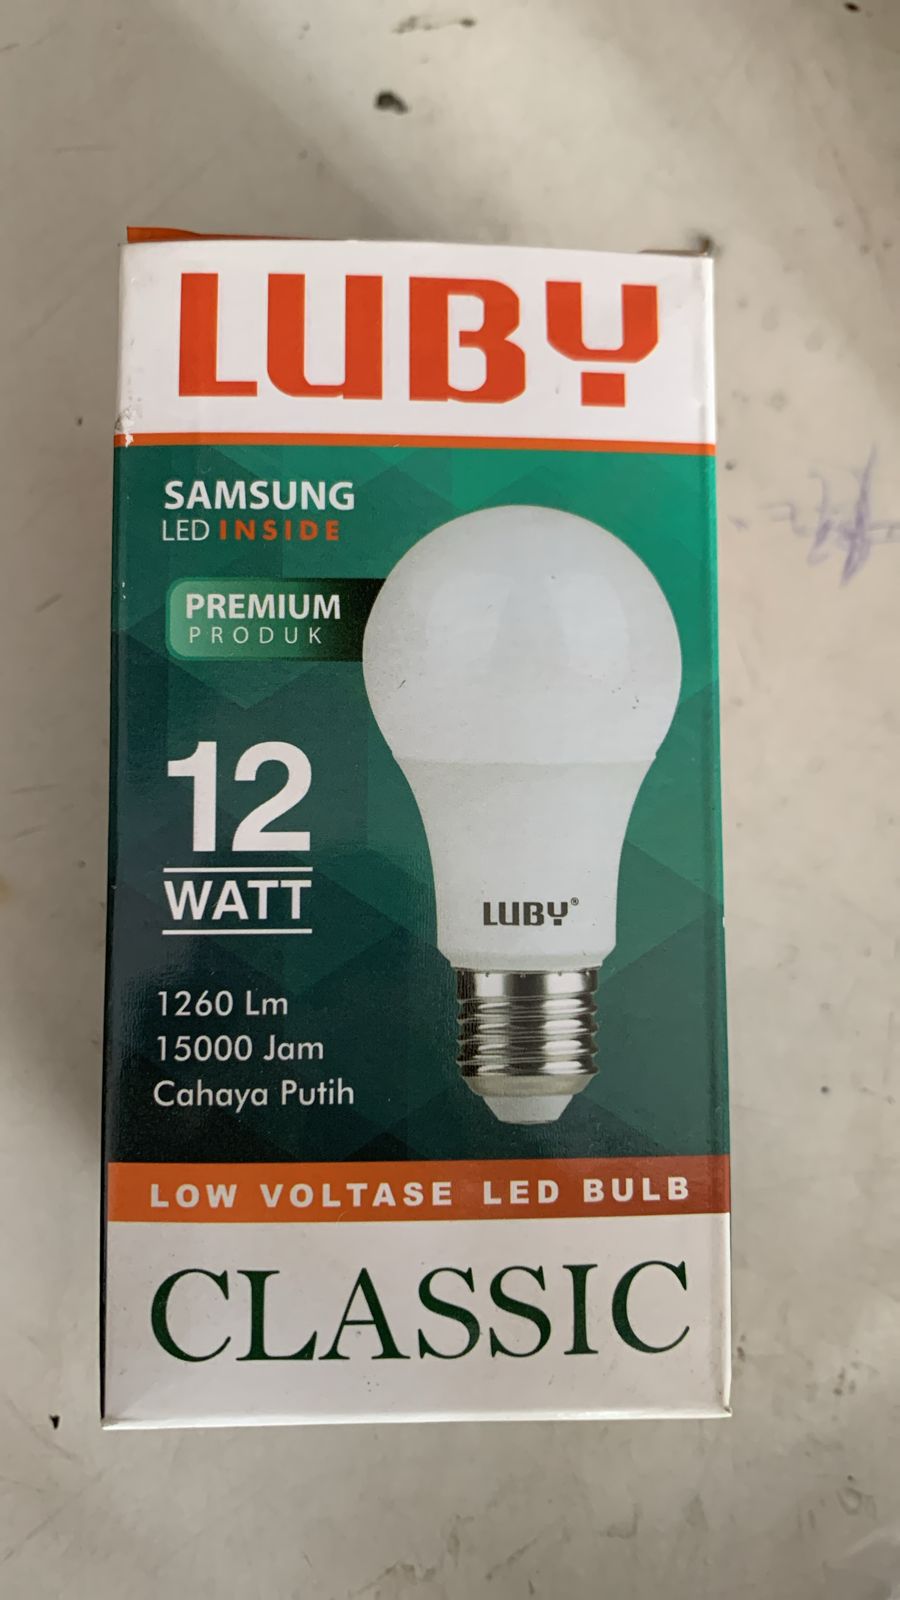 LUBY
SAMSUNG
LED INSIDE
PREMIUM
PRODUK
12
WATT
LUBY®
1260 Lm
15000 Jam
Cahaya Putih
LOW VOLTASE LED BULB
CLASSIC